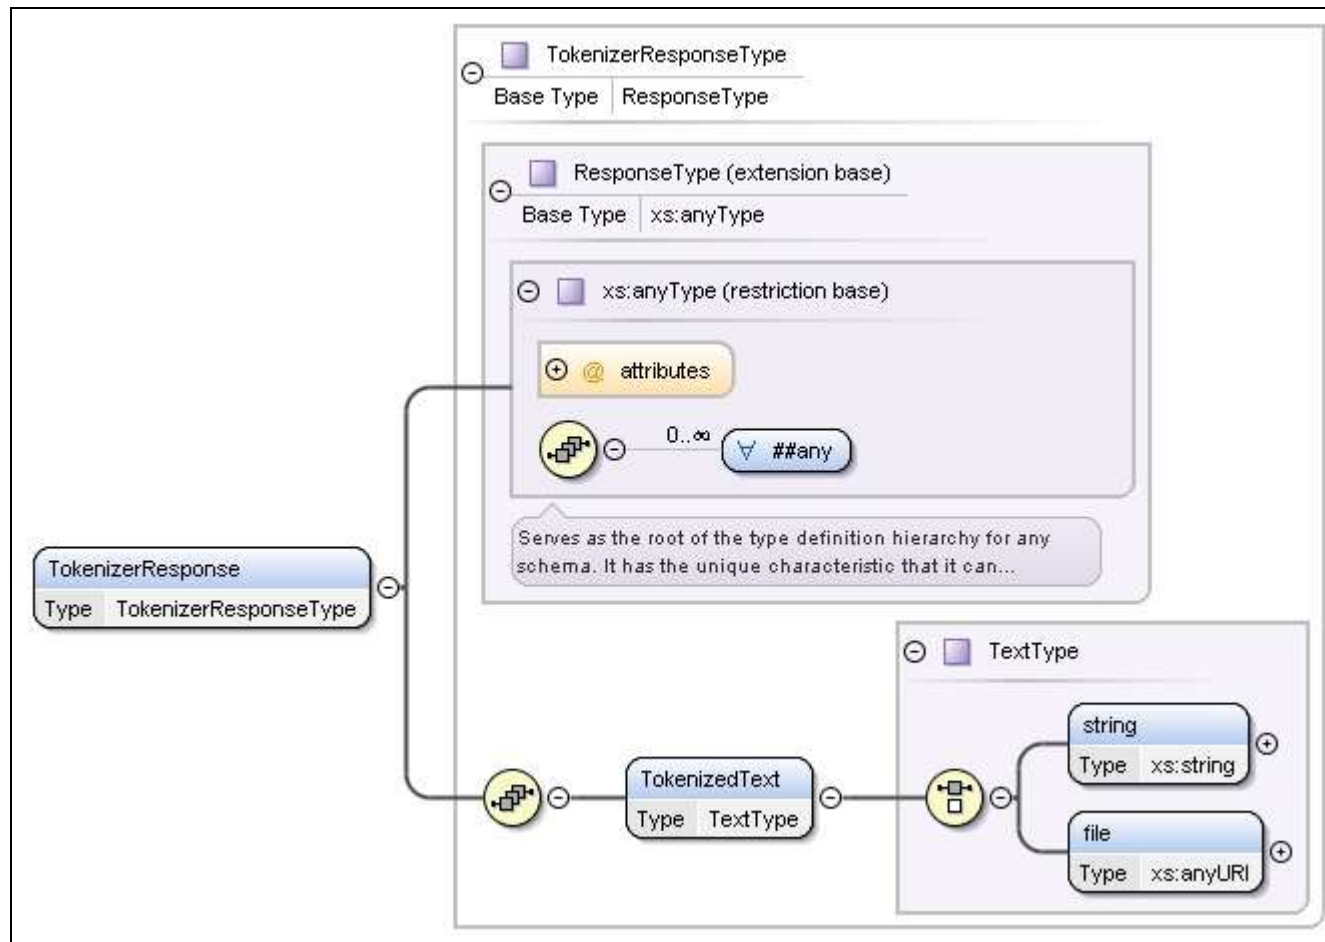 TokenizerResponseType
Base Type ResponseType
ResponseType (extension base)
Base Type xs:anyType
xs:anyType (restriction base)
@ attributes
0..∞
∀ ##any
Serves as the root of the type definition hierarchy for any
schema. It has the unique characteristic that it can...
TokenizerResponse
Type TokenizerResponseType
TextType
string
Type xs:string
TokenizedText
Type TextType
file
Type xs:anyURI